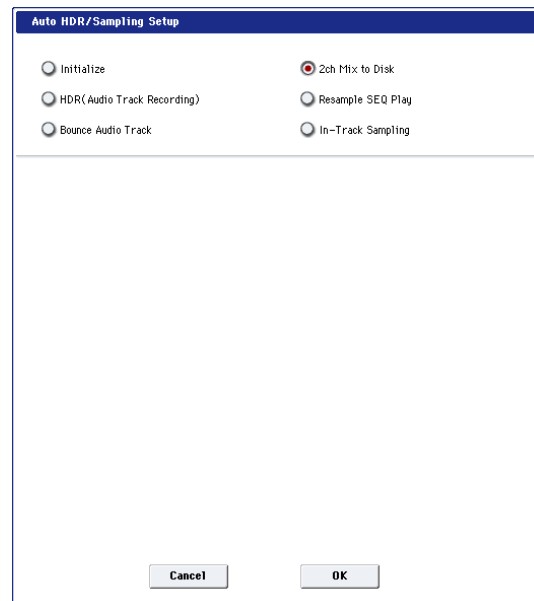 Auto HDR/Sampling Setup
Initialize
2ch Mix to Disk
HDR(Audio Track Recording)
Resample SEQ Play
Bounce Audio Track
In-Track Sampling
Cancel
OK